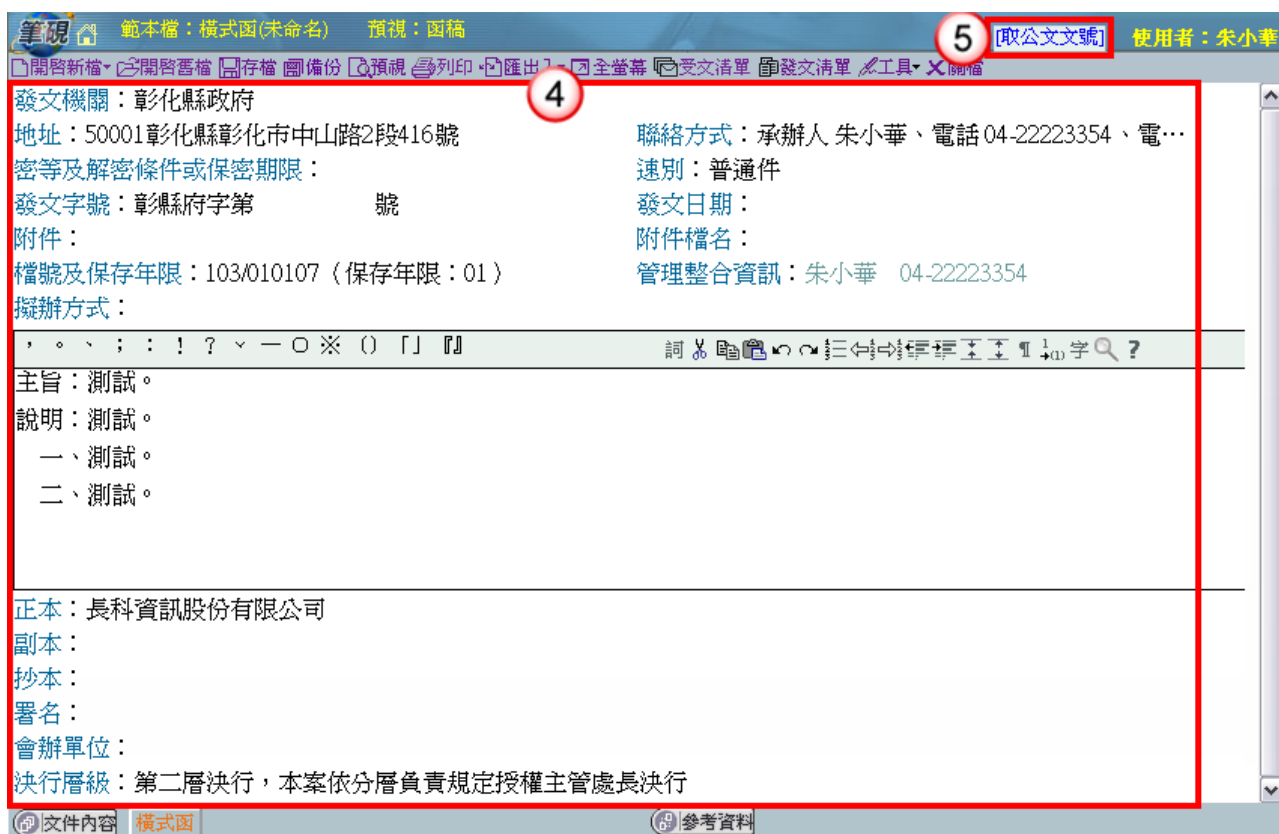 筆硯 範本檔：橫式函(未命名) 預視：函稿 5 [取公文文號] 使用者：朱小華
開啓新檔 開啓舊檔 存檔 備份 預視 列印 匯出 全螢幕 受文清單 發文清單 工具 關檔
4
發文機關：彰化縣政府
地址：50001彰化縣彰化市中山路2段416號 聯絡方式：承辦人 朱小華、電話 04-22223354、電…
密等及解密條件或保密期限： 速別：普通件
發文字號：彰縣府字第 號 發文日期：
附件： 附件檔名：
檔號及保存年限：103/010107（保存年限：01） 管理整合資訊：朱小華 04-22223354
擬辦方式：
，。、；：！？ˇ—○※ () 「」 『』 詞 ¶ 字 ?
主旨：測試。
說明：測試。
一、測試。
二、測試。
正本：長科資訊股份有限公司
副本：
抄本：
署名：
會辦單位：
決行層級：第二層決行，本案依分層負責規定授權主管處長決行
文件內容 橫式函 參考資料